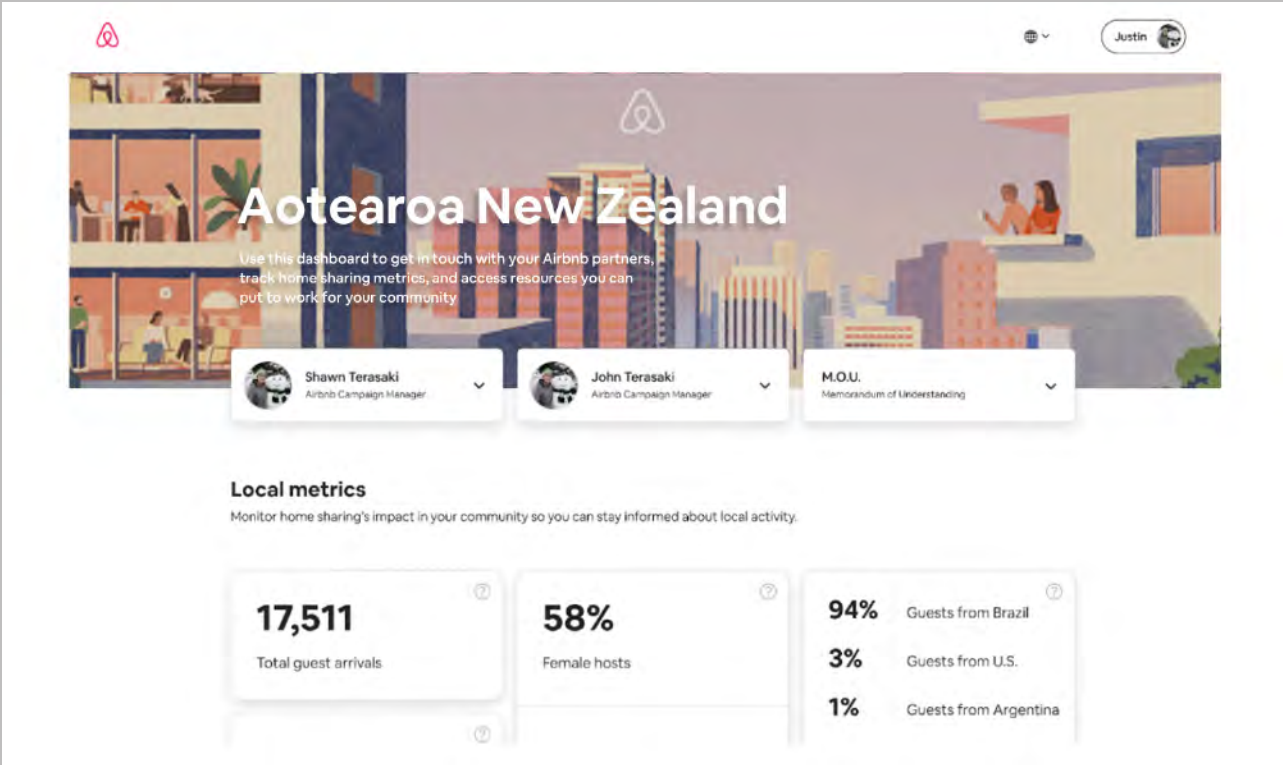 Justin
Aotearoa New Zealand
Use this dashboard to get in touch with your Airbnb partners,
track home sharing metrics, and access resources you can
put to work for your community
Shawn Terasaki
Airbnb Campaign Manager
John Terasaki
Airbnb Campaign Manager
M.O.U.
Memorandum of Understanding
Local metrics
Monitor home sharing's impact in your community so you can stay informed about local activity.
17,511
Total guest arrivals
58%
Female hosts
94% Guests from Brazil
3% Guests from U.S.
1% Guests from Argentina